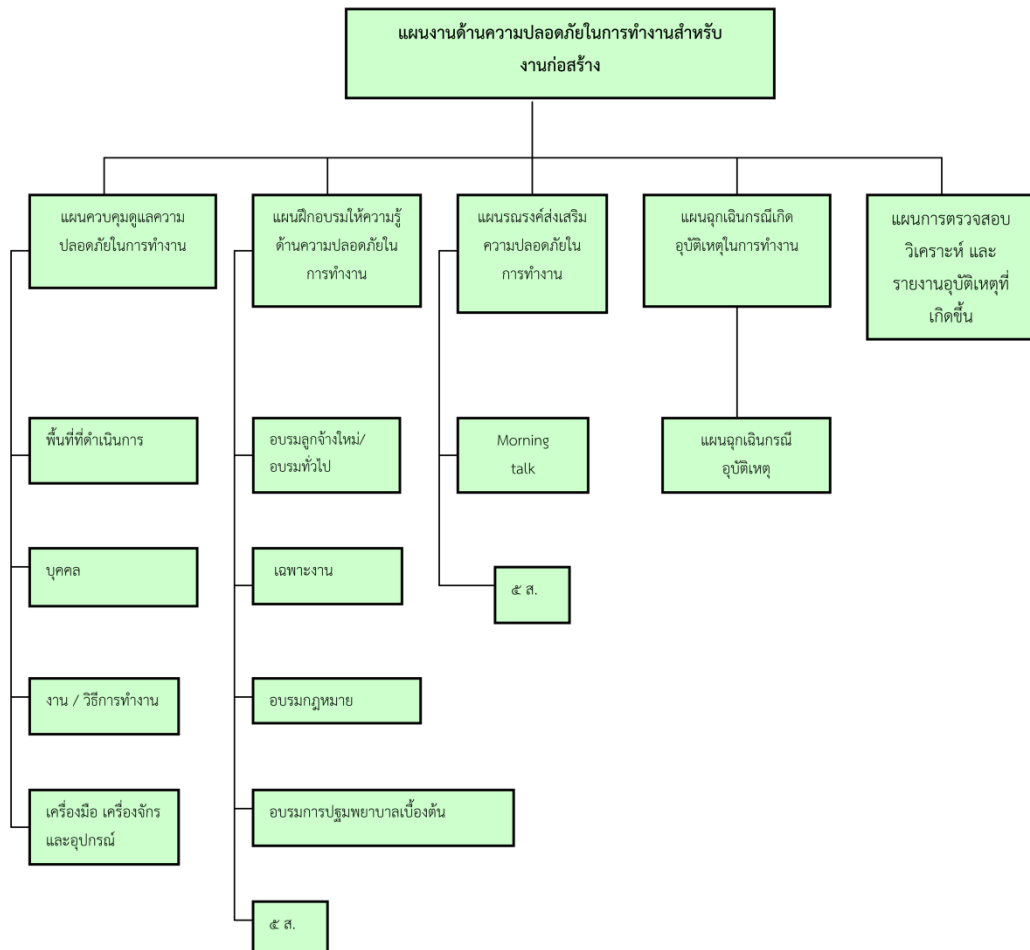 แผนงานด้านความปลอดภัยในการทำงานสำหรับ
งานก่อสร้าง
แผนควบคุมดูแลความ
ปลอดภัยในการทำงาน
แผนฝึกอบรมให้ความรู้
ด้านความปลอดภัยใน
การทำงาน
แผนรณรงค์ส่งเสริม
ความปลอดภัยใน
การทำงาน
แผนฉุกเฉินกรณีเกิด
อุบัติเหตุในการทำงาน
แผนการตรวจสอบ
วิเคราะห์ และ
รายงานอุบัติเหตุที่
เกิดขึ้น
พื้นที่ที่ดำเนินการ
บุคคล
งาน / วิธีการทำงาน
เครื่องมือ เครื่องจักร
และอุปกรณ์
อบรมลูกจ้างใหม่/
อบรมทั่วไป
เฉพาะงาน
อบรมกฎหมาย
อบรมการปฐมพยาบาลเบื้องต้น
๕ ส.
Morning
talk
๕ ส.
แผนฉุกเฉินกรณี
อุบัติเหตุ